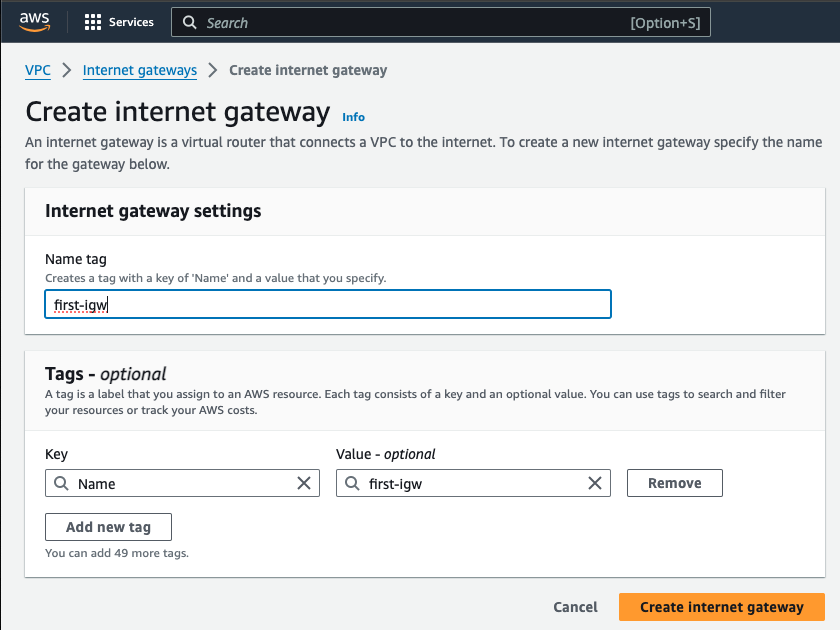 aws Services Search [Option+S]
VPC Internet gateways Create internet gateway
Create internet gateway Info
An internet gateway is a virtual router that connects a VPC to the internet. To create a new internet gateway specify the name
for the gateway below.
Internet gateway settings
Name tag
Creates a tag with a key of 'Name' and a value that you specify.
first-igw
Tags - optional
A tag is a label that you assign to an AWS resource. Each tag consists of a key and an optional value. You can use tags to search and filter
your resources or track your AWS costs.
Key Value - optional
Name first-igw Remove
Add new tag
You can add 49 more tags.
Cancel Create internet gateway